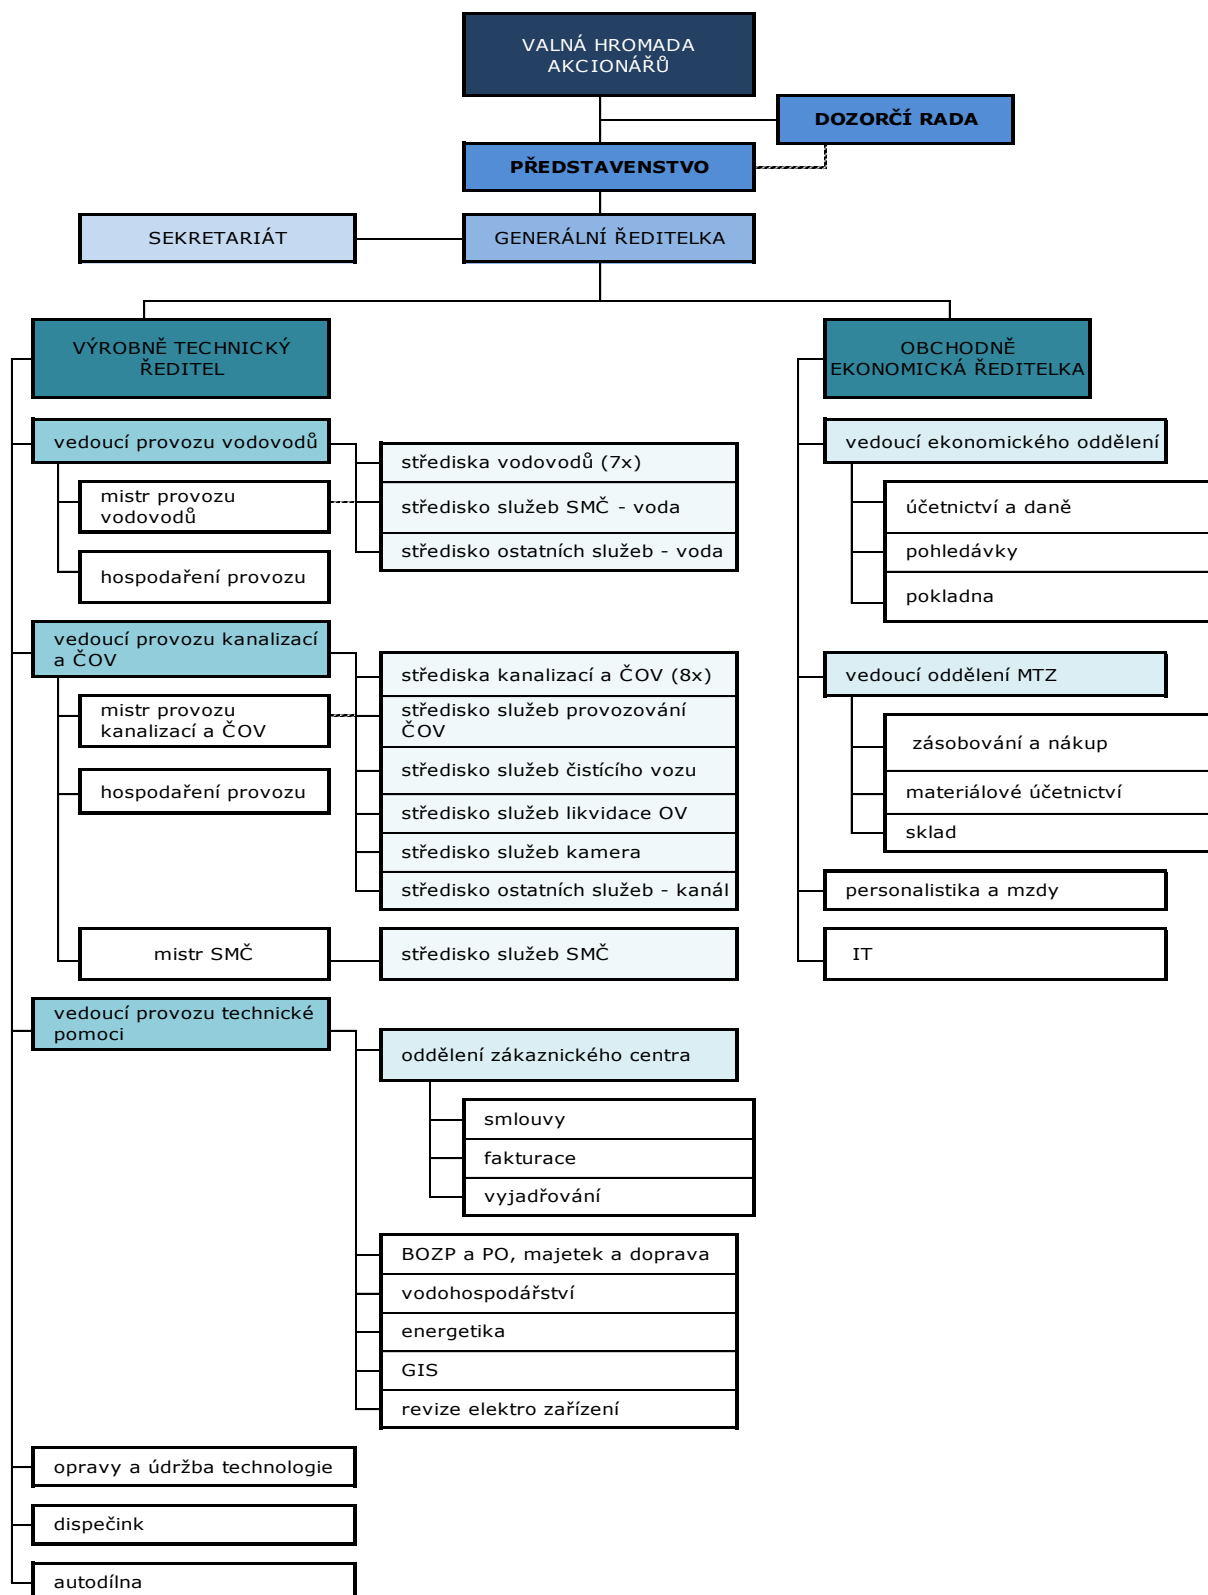 VALNÁ HROMADA
AKCIONÁŘŮ
DOZORČÍ RADA
PŘEDSTAVENSTVO
SEKRETARIÁT
GENERÁLNÍ ŘEDITELKA
VÝROBNĚ TECHNICKÝ
ŘEDITEL
OBCHODNĚ
EKONOMICKÁ ŘEDITELKA
vedoucí provozu vodovodů
mistr provozu
vodovodů
hospodaření provozu
střediska vodovodů (7x)
středisko služeb SMČ - voda
středisko ostatních služeb - voda
vedoucí provozu kanalizací
a ČOV
mistr provozu
kanalizací a ČOV
hospodaření provozu
mistr SMČ
střediska kanalizací a ČOV (8x)
středisko služeb provozování
ČOV
středisko služeb čistícího vozu
středisko služeb likvidace OV
středisko služeb kamera
středisko ostatních služeb - kanál
středisko služeb SMČ
vedoucí provozu technické
pomoci
oddělení zákaznického centra
smlouvy
fakturace
vyjadřování
BOZP a PO, majetek a doprava
vodohospodářství
energetika
GIS
revize elektro zařízení
opravy a údržba technologie
dispečink
autodílna
vedoucí ekonomického oddělení
účetnictví a daně
pohledávky
pokladna
vedoucí oddělení MTZ
zásobování a nákup
materiálové účetnictví
sklad
personalistika a mzdy
IT